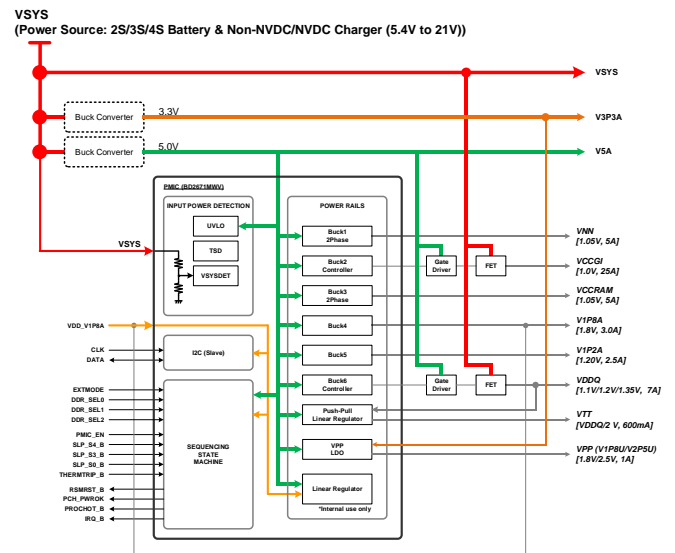 VSYS
(Power Source: 2S/3S/4S Battery & Non-NVDC/NVDC Charger (5.4V to 21V))
VSYS
Buck Converter
3.3V
V3P3A
Buck Converter
5.0V
V5A
PMIC (BD2671MWV)
INPUT POWER DETECTION
UVLO
TSD
VSYSDET
VSYS
POWER RAILS
Buck1
2Phase
VNN
[1.05V, 5A]
Buck2
Controller
Gate
Driver
FET
VCCGI
[1.0V, 25A]
Buck3
2Phase
VCCRAM
[1.05V, 5A]
VDD_V1P8A
Buck4
V1P8A
[1.8V, 3.0A]
CLK
DATA
I2C (Slave)
Buck5
V1P2A
[1.20V, 2.5A]
Buck6
Controller
Gate
Driver
FET
VDDQ
[1.1V/1.2V/1.35V, 7A]
EXTMODE
DDR_SEL0
DDR_SEL1
DDR_SEL2
Push-Pull
Linear Regulator
VTT
[VDDQ/2 V, 600mA]
PMIC_EN
SLP_S4_B
SLP_S3_B
SLP_S0_B
THERMTRIP_B
SEQUENCING
STATE
MACHINE
VPP
LDO
VPP (V1P8U/V2P5U)
[1.8V/2.5V, 1A]
RSMRST_B
PCH_PWROK
PROCHOT_B
IRQ_B
Linear Regulator
*Internal use only